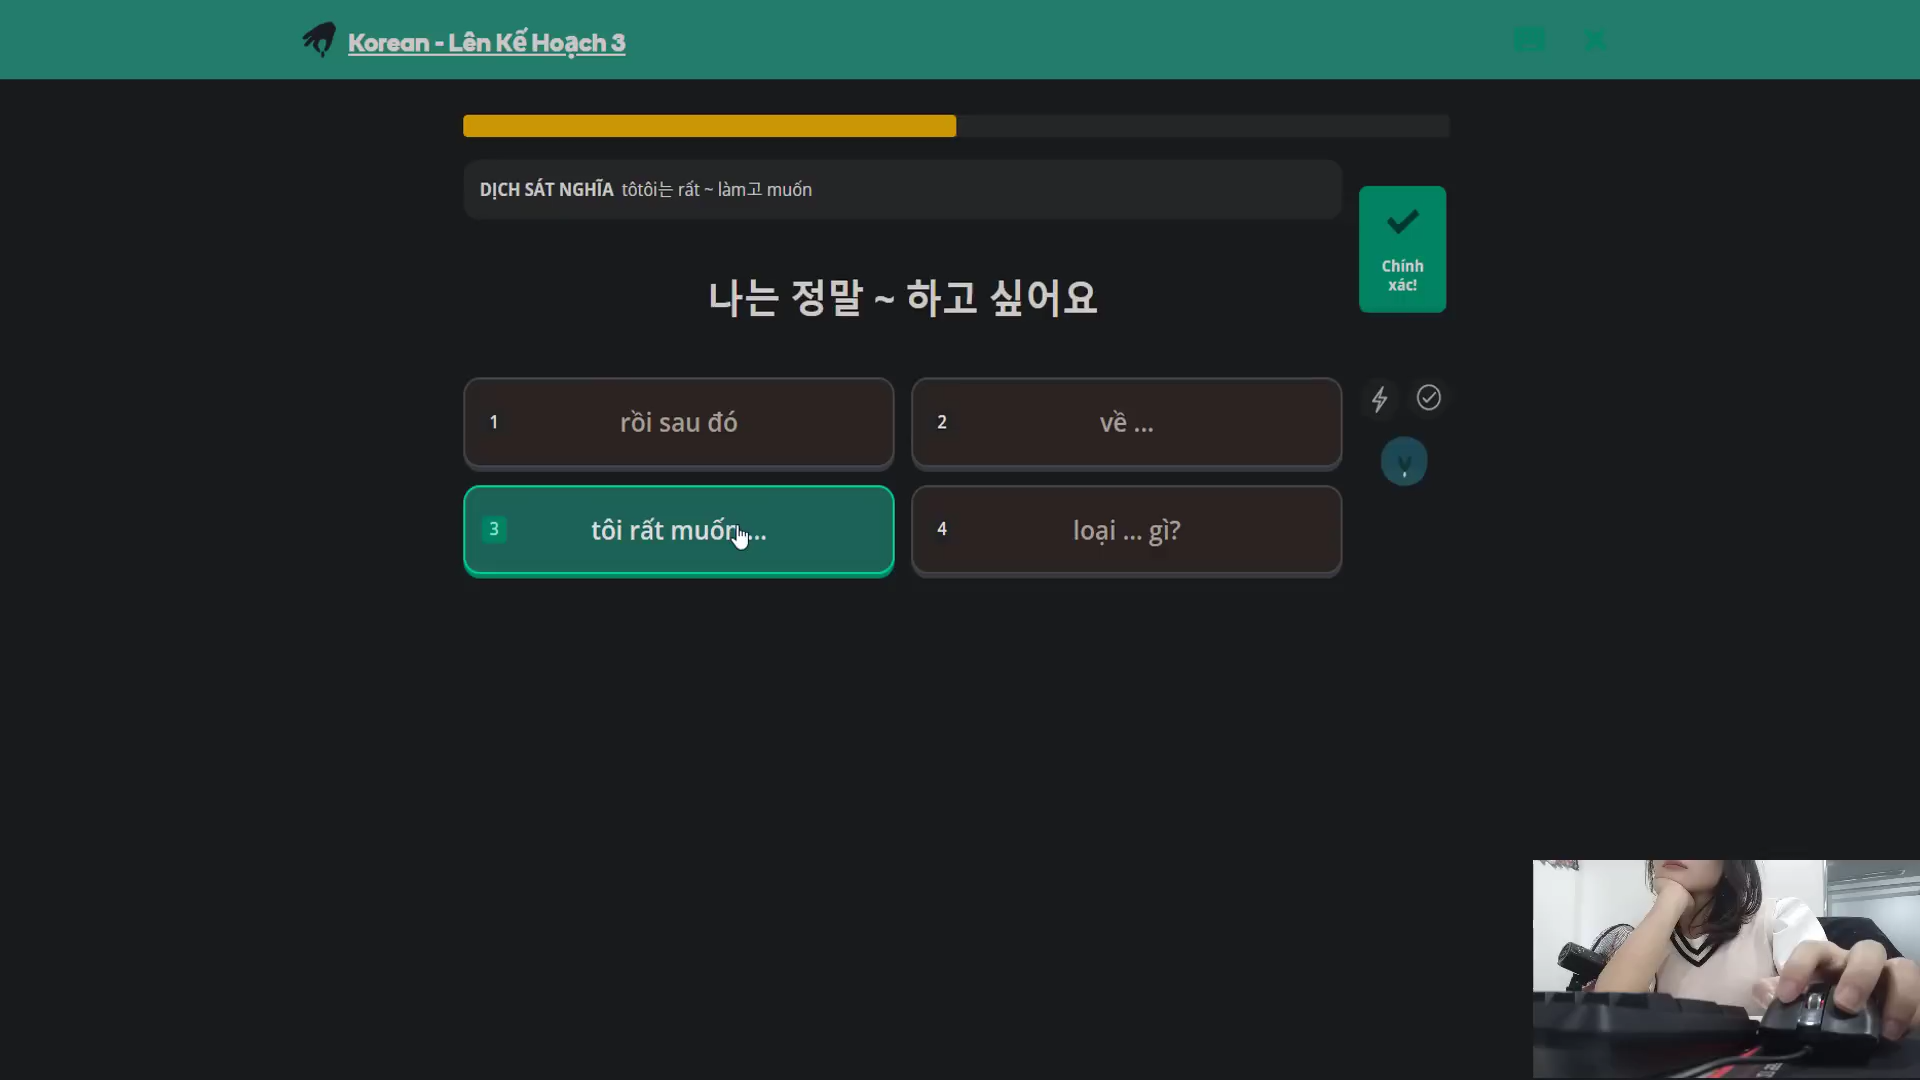 Korean - Lên Kế Hoạch 3
DỊCH SÁT NGHĨA tôtôi는 rất ~ làm고 muốn
나는 정말 ~ 하고 싶어요
Chính
xác!
1 rồi sau đó
2 về ...
3 tôi rất muốn ...
4 loại ... gì?